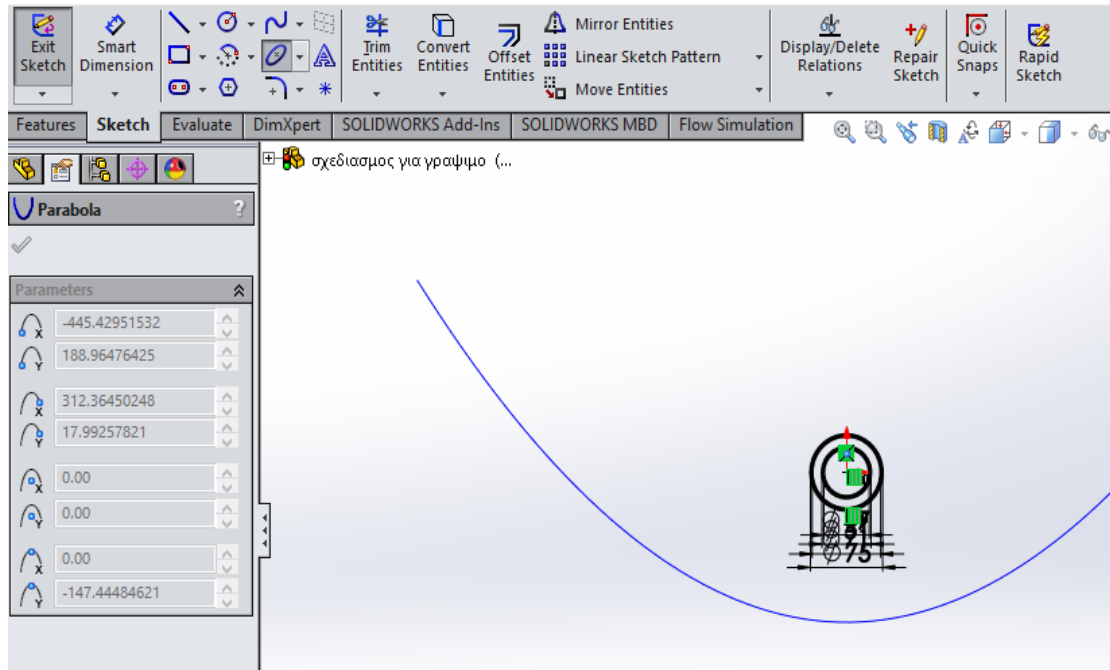 Exit Sketch
Smart Dimension
Trim Entities
Convert Entities
Offset Entities
Mirror Entities
Linear Sketch Pattern
Move Entities
Display/Delete Relations
Repair Sketch
Quick Snaps
Rapid Sketch
Features Sketch Evaluate DimXpert SOLIDWORKS Add-Ins SOLIDWORKS MBD Flow Simulation
σχεδιασμος για γραψιμο (...
Parabola ?
Parameters
X -445.42951532
Y 188.96476425
X 312.36450248
Y 17.99257821
X 0.00
Y 0.00
X 0.00
Y -147.44484621
⌀75